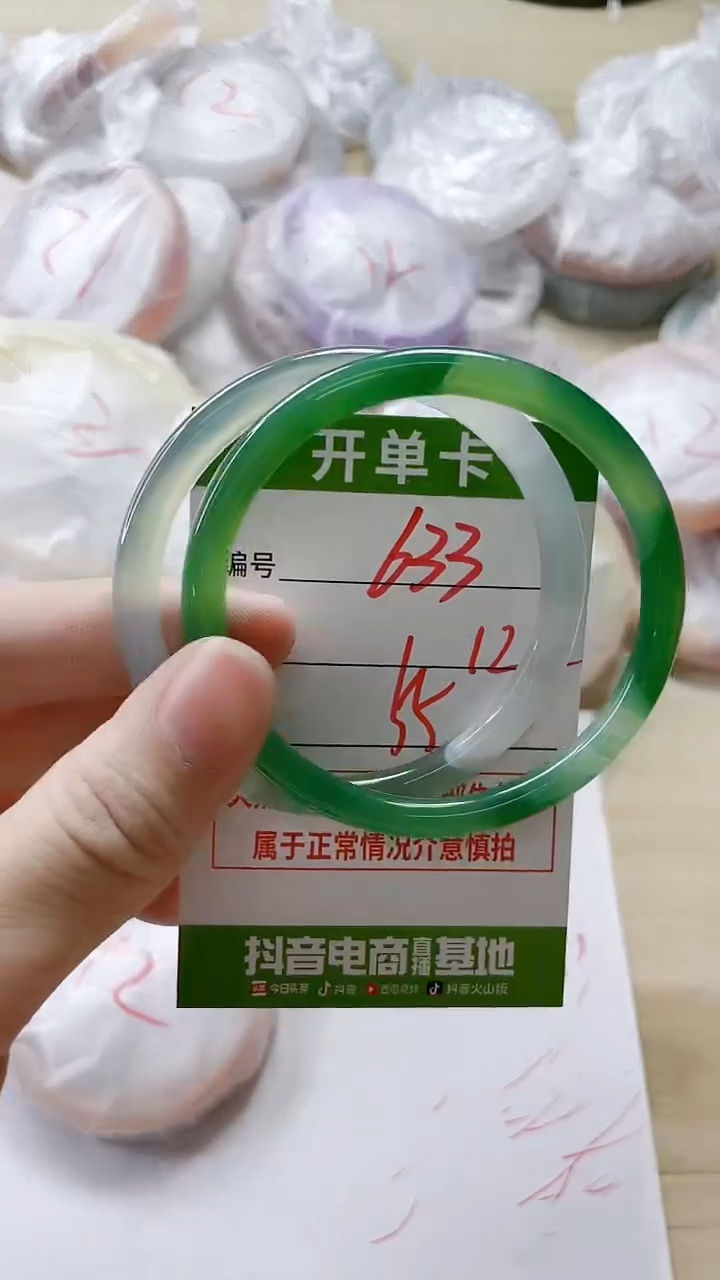 12
开单卡
编号 633
12
55
属于正常情况介意慎拍
抖音电商直播基地
今日头条 抖音 西瓜视频 抖音火山版
12